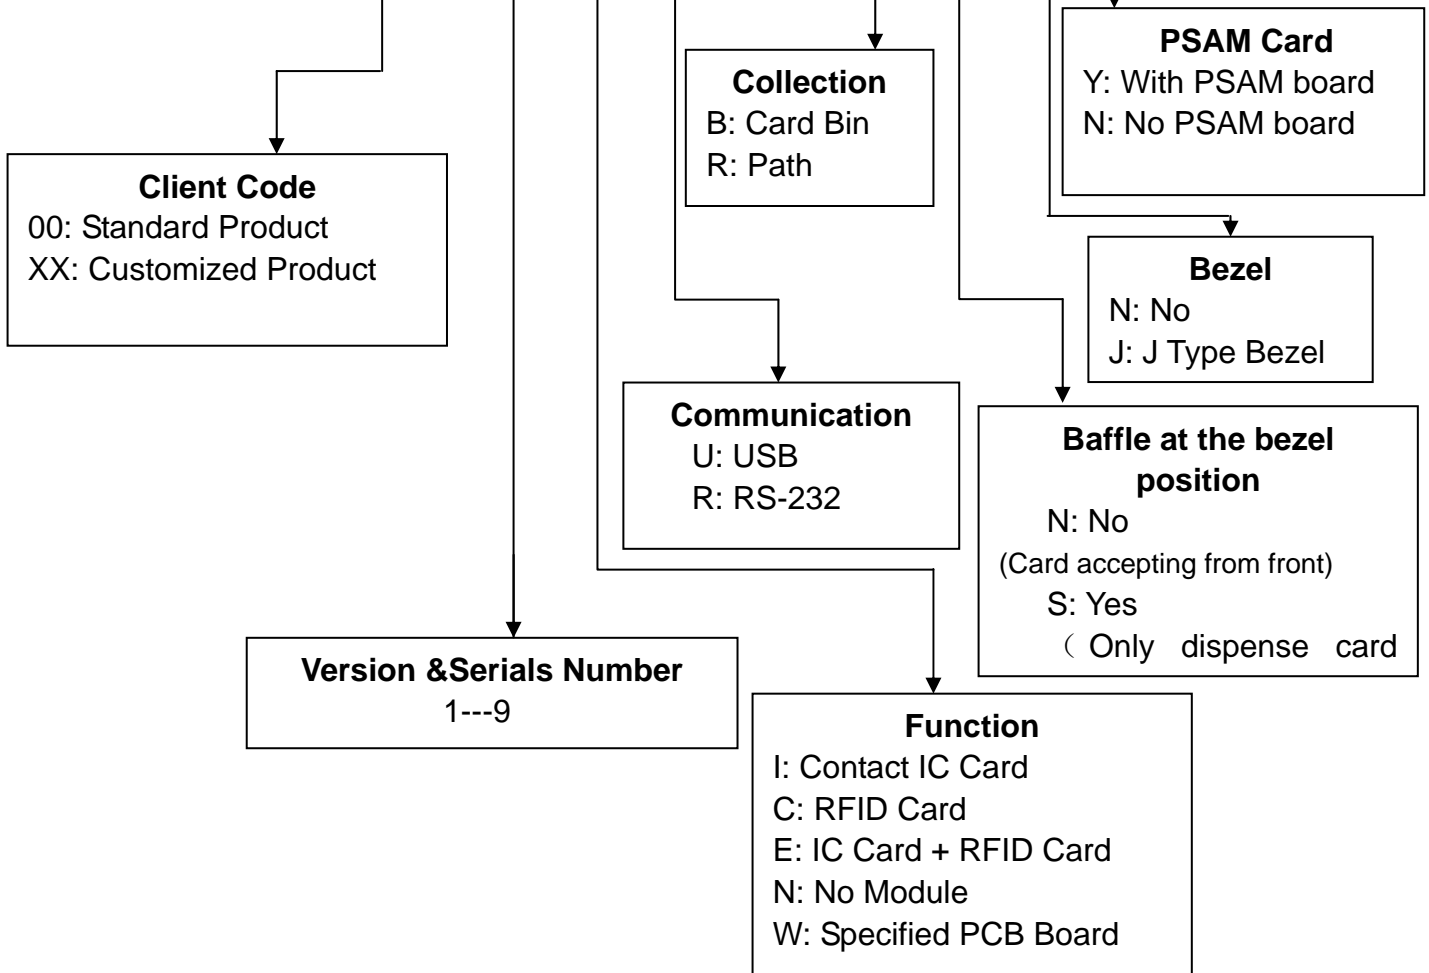 PSAM Card
Y: With PSAM board
N: No PSAM board
Collection
B: Card Bin
R: Path
Client Code
00: Standard Product
XX: Customized Product
Bezel
N: No
J: J Type Bezel
Communication
U: USB
R: RS-232
Baffle at the bezel
position
N: No
(Card accepting from front)
S: Yes
（ Only dispense card
Version &Serials Number
1---9
Function
I: Contact IC Card
C: RFID Card
E: IC Card + RFID Card
N: No Module
W: Specified PCB Board